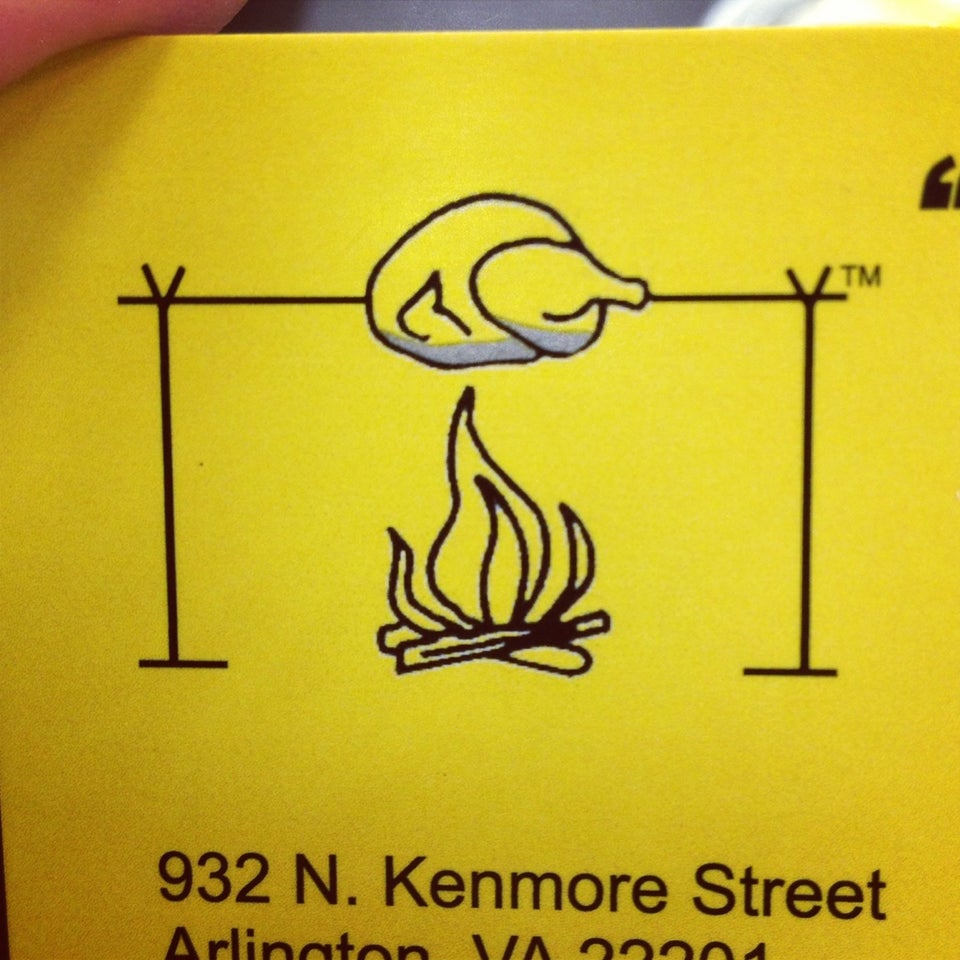 “
TM
932 N. Kenmore Street
Arlington, VA 22201